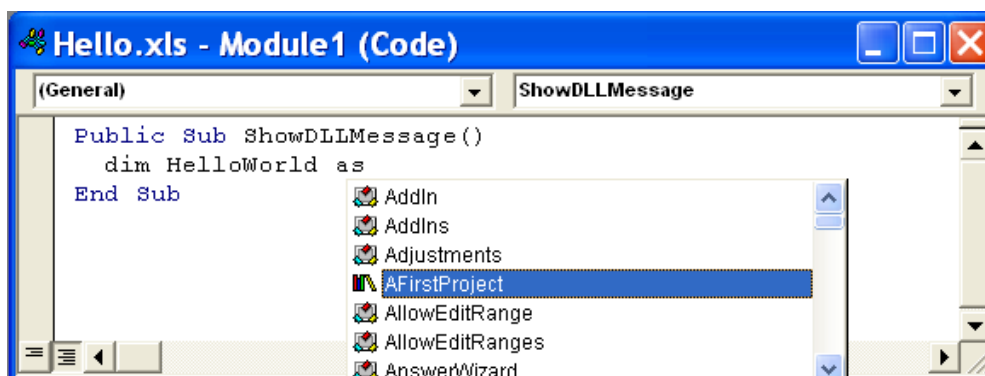 Hello.xls - Module1 (Code)
(General) ShowDLLMessage
Public Sub ShowDLLMessage()
dim HelloWorld as
End Sub
AddIn
AddIns
Adjustments
AFirstProject
AllowEditRange
AllowEditRanges
AnswerWizard